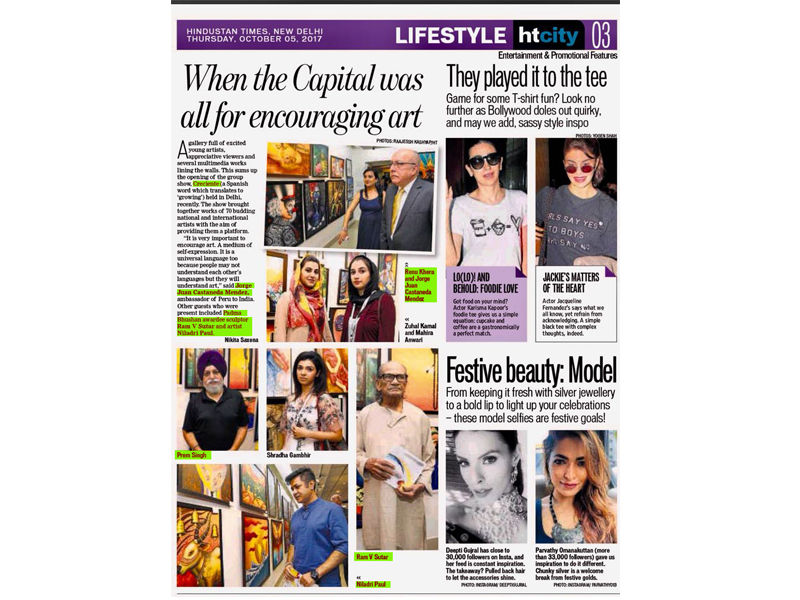 HINDUSTAN TIMES, NEW DELHI
THURSDAY, OCTOBER 05, 2017
LIFESTYLE htcity 03
Entertainment & Promotional Features
When the Capital was
all for encouraging art
PHOTOS: RAAJESSH KASHYAP/HT
A gallery full of excited
young artists,
appreciative viewers and
several multimedia works
lining the walls. This sums
up the opening of the group
show, Creciente (a Spanish
word which translates to
'growing') held in Delhi,
recently. The show brought
together works of 70 budding
national and international
artists with the aim of
providing them a platform.
"It is very important to
encourage art. A medium of
self-expression. It is a
universal language too
because people may not
understand each other's
languages but they will
understand art," said Jorge
Juan Castaneda Mendez,
ambassador of Peru to India.
Other guests who were
present included Padma
Bhushan awardee sculptor
Ram V Sutar and artist
Niladri Paul.
Nikita Saxena
Renu Khera
and Jorge
Juan
Castaneda
Mendez
Zuhal Kamal
and Mahira
Anwari
Prem Singh
Shradha Gambhir
Ram V Sutar
Niladri Paul
They played it to the tee
Game for some T-shirt fun? Look no
further as Bollywood doles out quirky,
and may we add, sassy style inspo
PHOTOS: YOGEN SHAH
GIRLS SAY YES
TO BOYS
LO(LO)! AND
BEHOLD: FOODIE LOVE
Got food on your mind?
Actor Karisma Kapoor's
foodie tee gives us a simple
equation: cupcake and
coffee are a gastronomically
a perfect match.
JACKIE'S MATTERS
OF THE HEART
Actor Jacqueline
Fernandez's says what we
all know, yet refrain from
acknowledging. A simple
black tee with complex
thoughts, indeed.
Festive beauty: Model
From keeping it fresh with silver jewellery
to a bold lip to light up your celebrations
– these model selfies are festive goals!
Deepti Gujral has close to
30,000 followers on Insta, and
her feed is constant inspiration.
The takeaway? Pulled back hair
to let the accessories shine.
PHOTO: INSTAGRAM/ DEEPTIGUJRAL
Parvathy Omanakuttan (more
than 33,000 followers) gave us
inspiration to do it different.
Chunky silver is a welcome
break from festive golds.